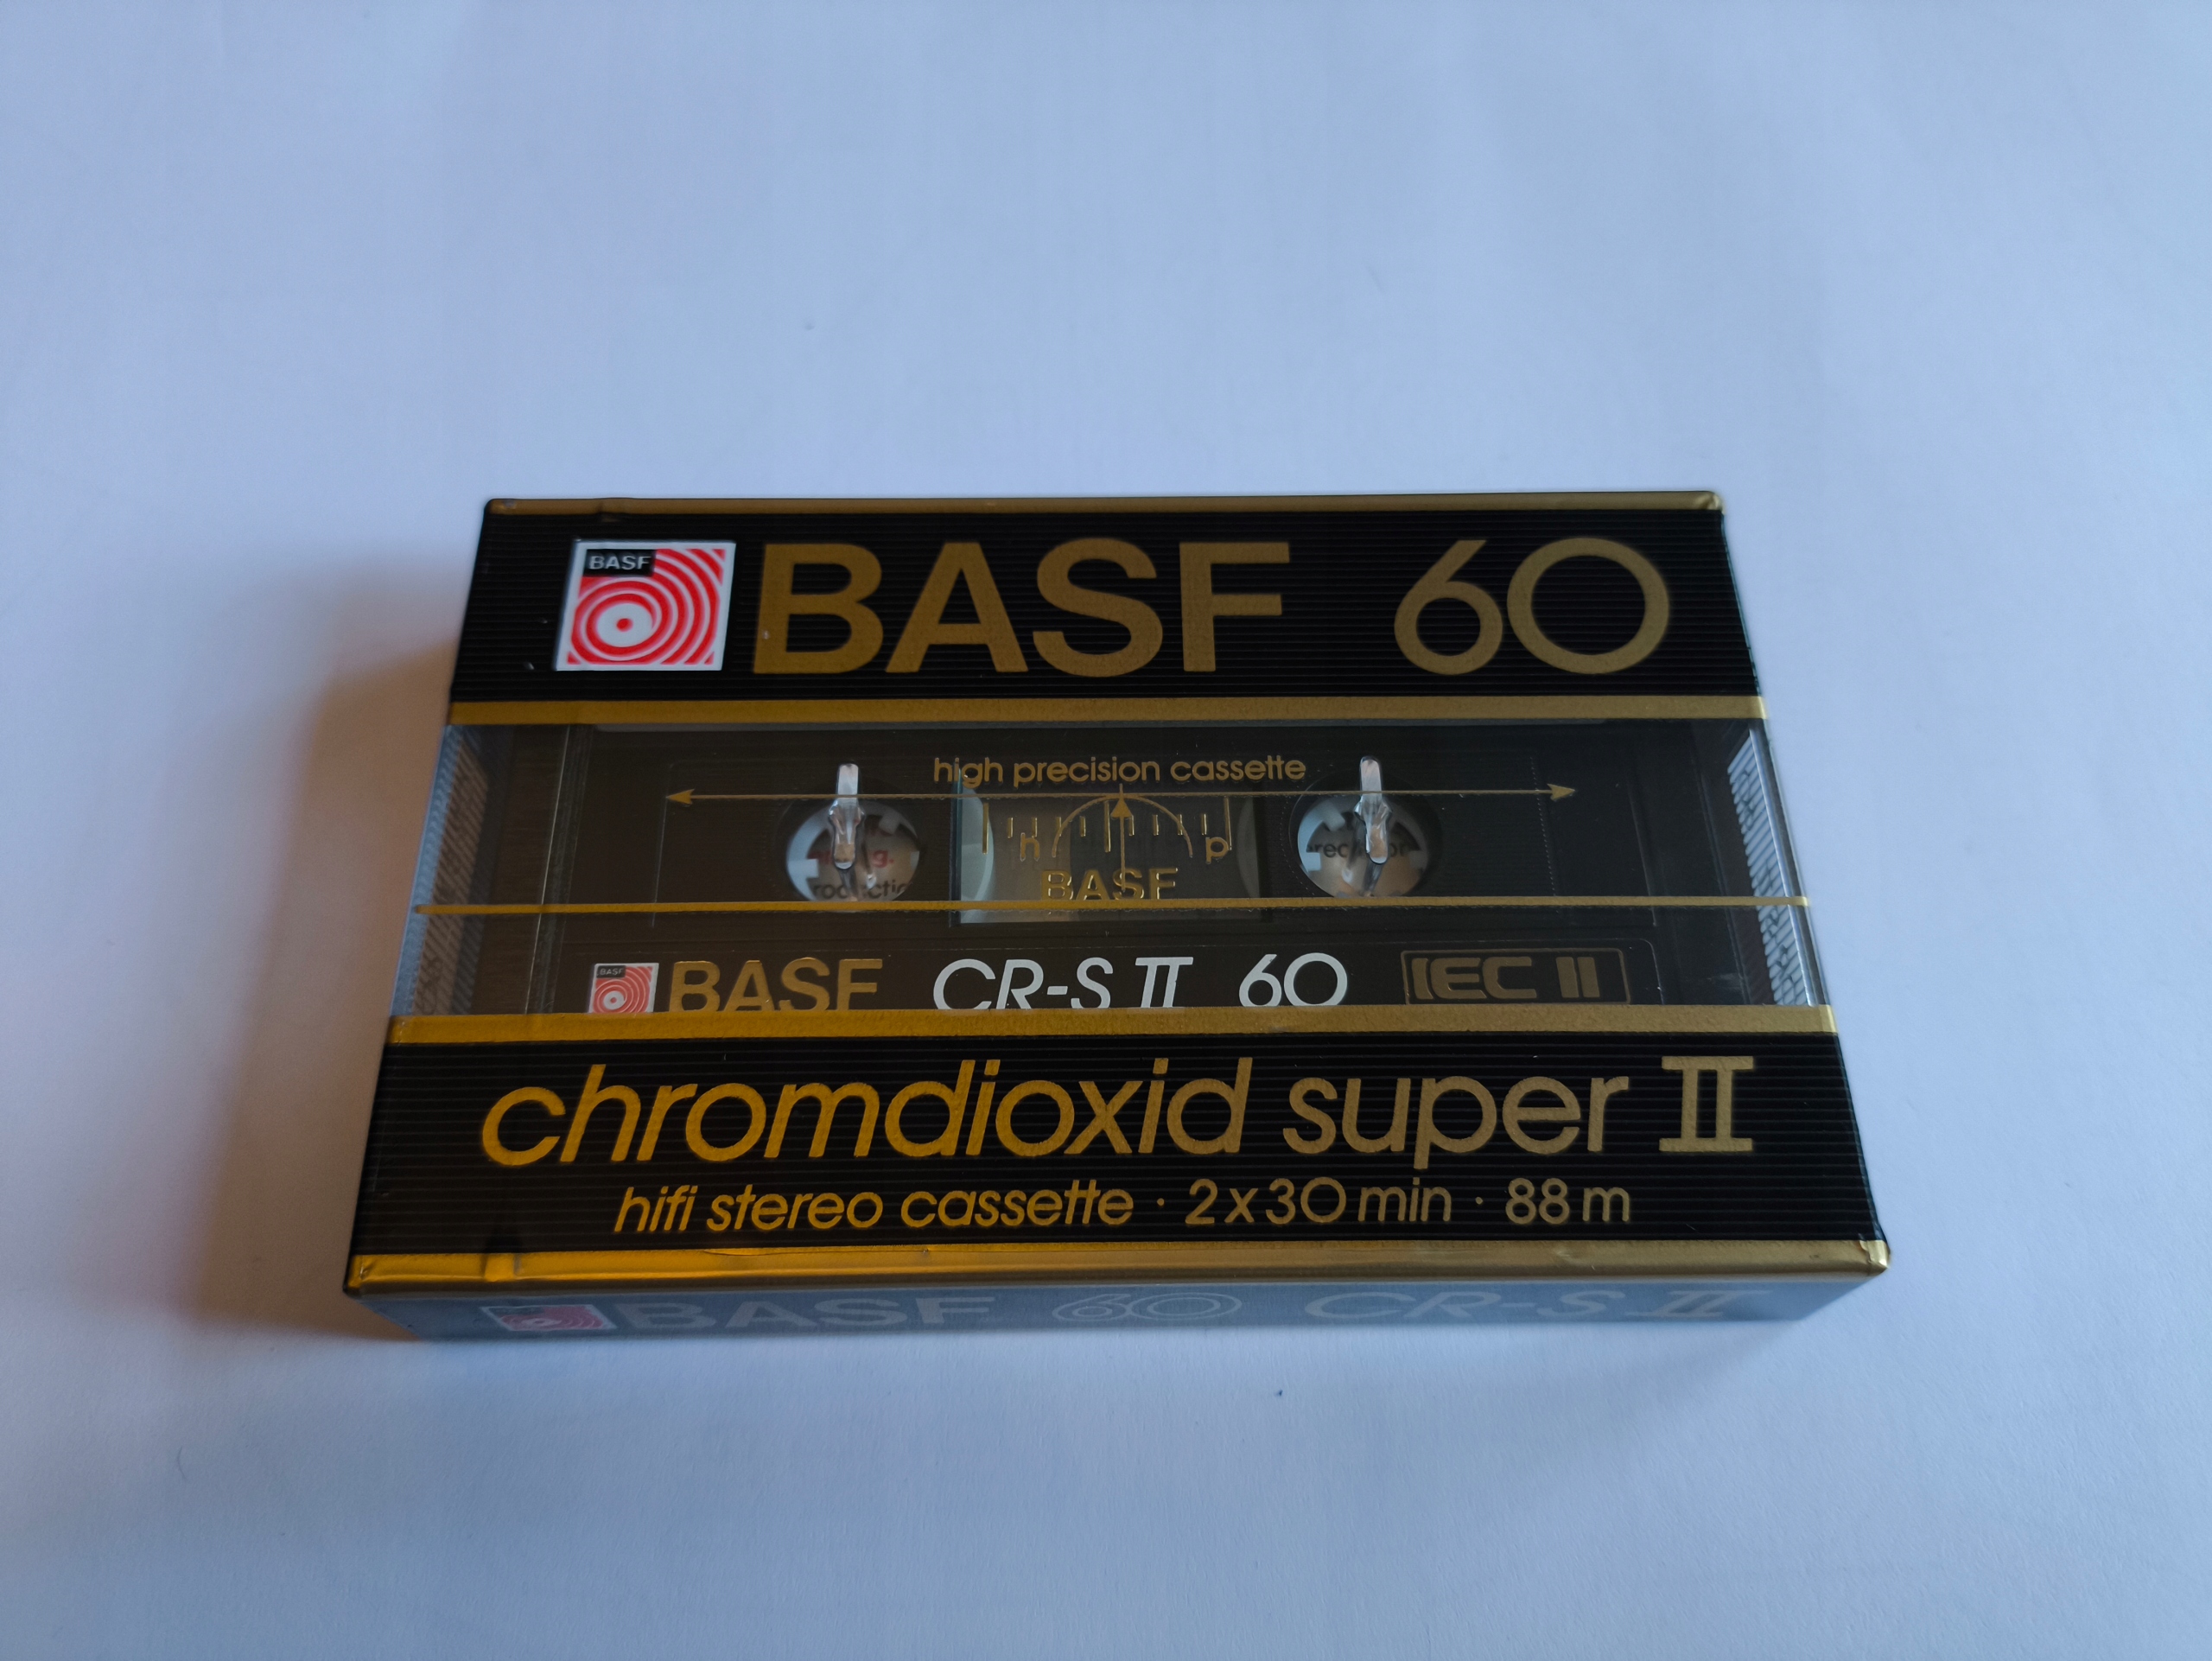 BASF
BASF 60
high precision cassette
h p
BASF
BASF
BASF CR-S II 60 IEC II
chromdioxid super II
hifi stereo cassette · 2x30 min · 88 m
BASF 60 CR-S II